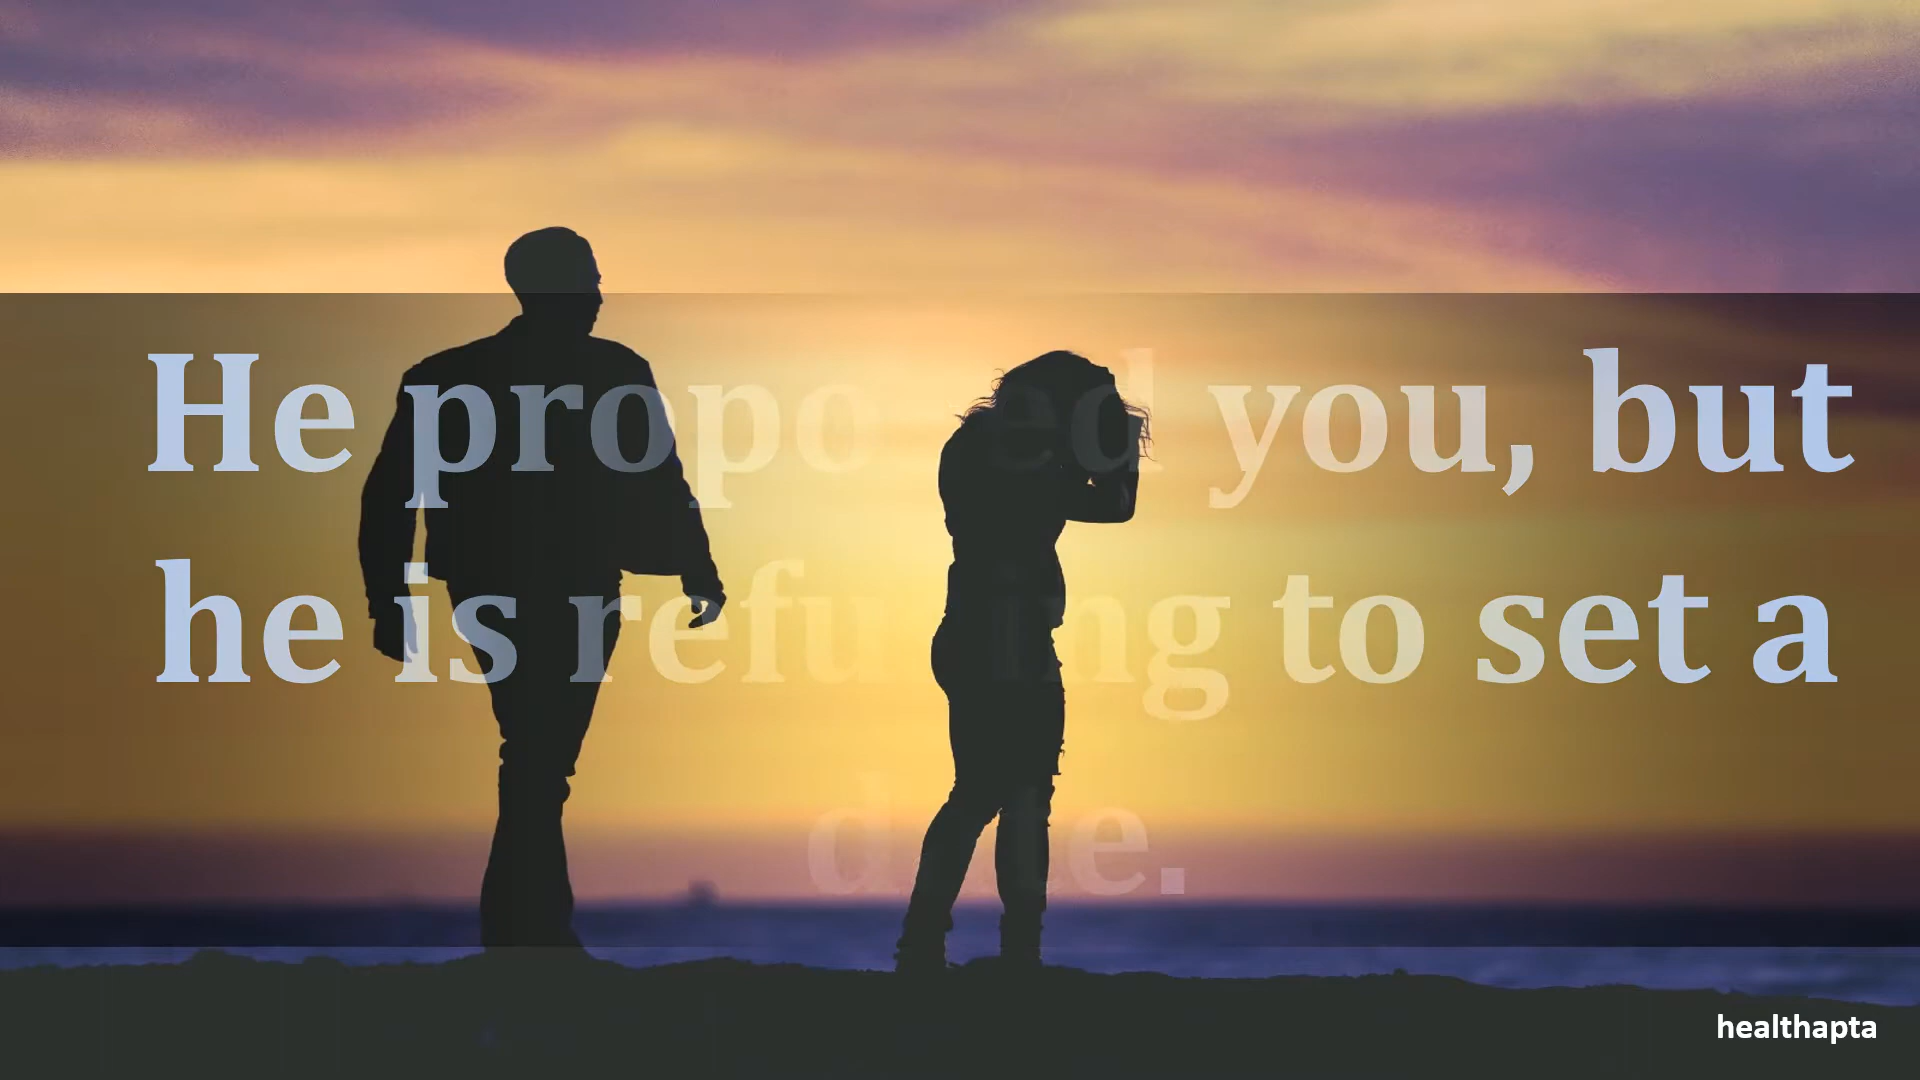 He proposed you, but
he is refusing to set a
date.
healthapta